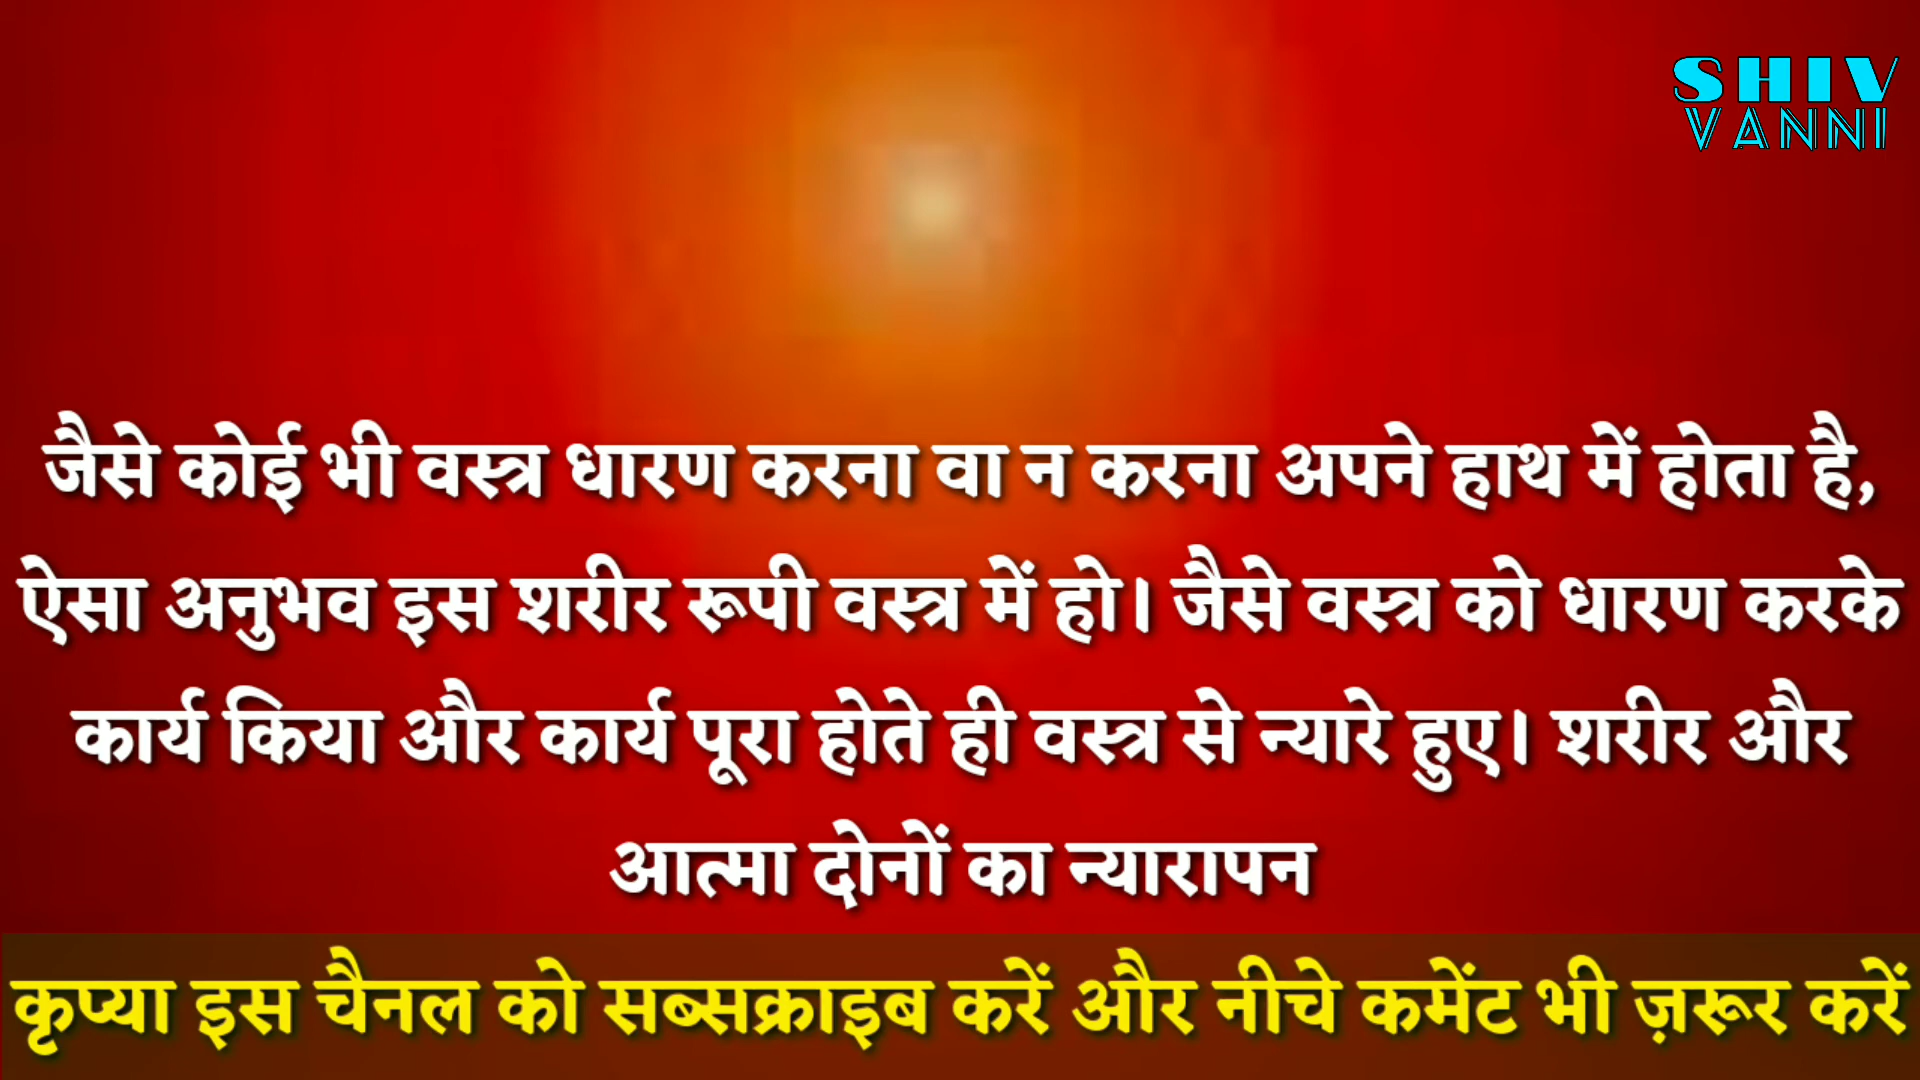 SHIV
VANNI
जैसे कोई भी वस्त्र धारण करना वा न करना अपने हाथ में होता है,
ऐसा अनुभव इस शरीर रूपी वस्त्र में हो। जैसे वस्त्र को धारण करके
कार्य किया और कार्य पूरा होते ही वस्त्र से न्यारे हुए। शरीर और
आत्मा दोनों का न्यारापन
कृप्या इस चैनल को सब्सक्राइब करें और नीचे कमेंट भी ज़रूर करें